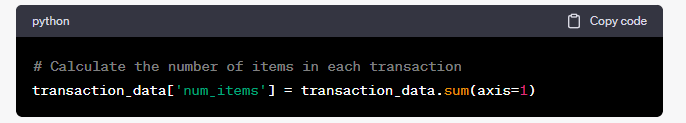 python Copy code
# Calculate the number of items in each transaction
transaction_data['num_items'] = transaction_data.sum(axis=1)